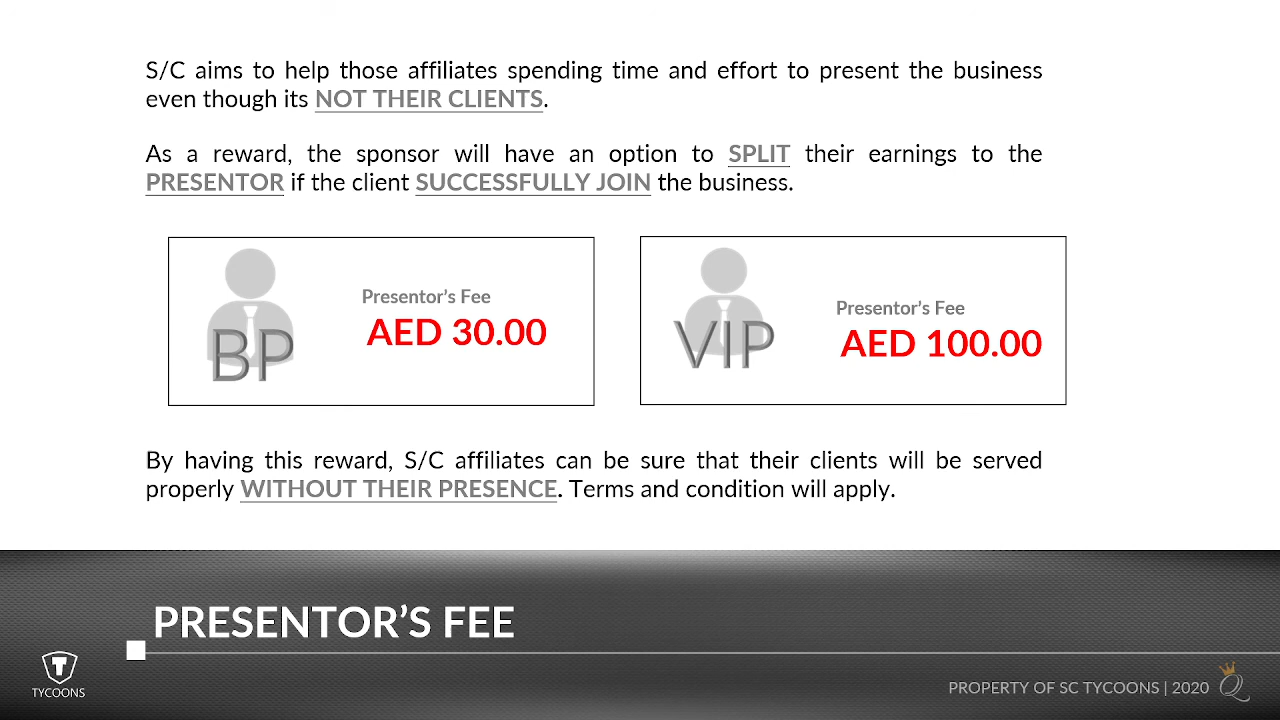 S/C aims to help those affiliates spending time and effort to present the business
even though its NOT THEIR CLIENTS.
As a reward, the sponsor will have an option to SPLIT their earnings to the
PRESENTOR if the client SUCCESSFULLY JOIN the business.
BP
Presentor's Fee
AED 30.00
VIP
Presentor's Fee
AED 100.00
By having this reward, S/C affiliates can be sure that their clients will be served
properly WITHOUT THEIR PRESENCE. Terms and condition will apply.
PRESENTOR'S FEE
T
TYCOONS
PROPERTY OF SC TYCOONS | 2020
Q